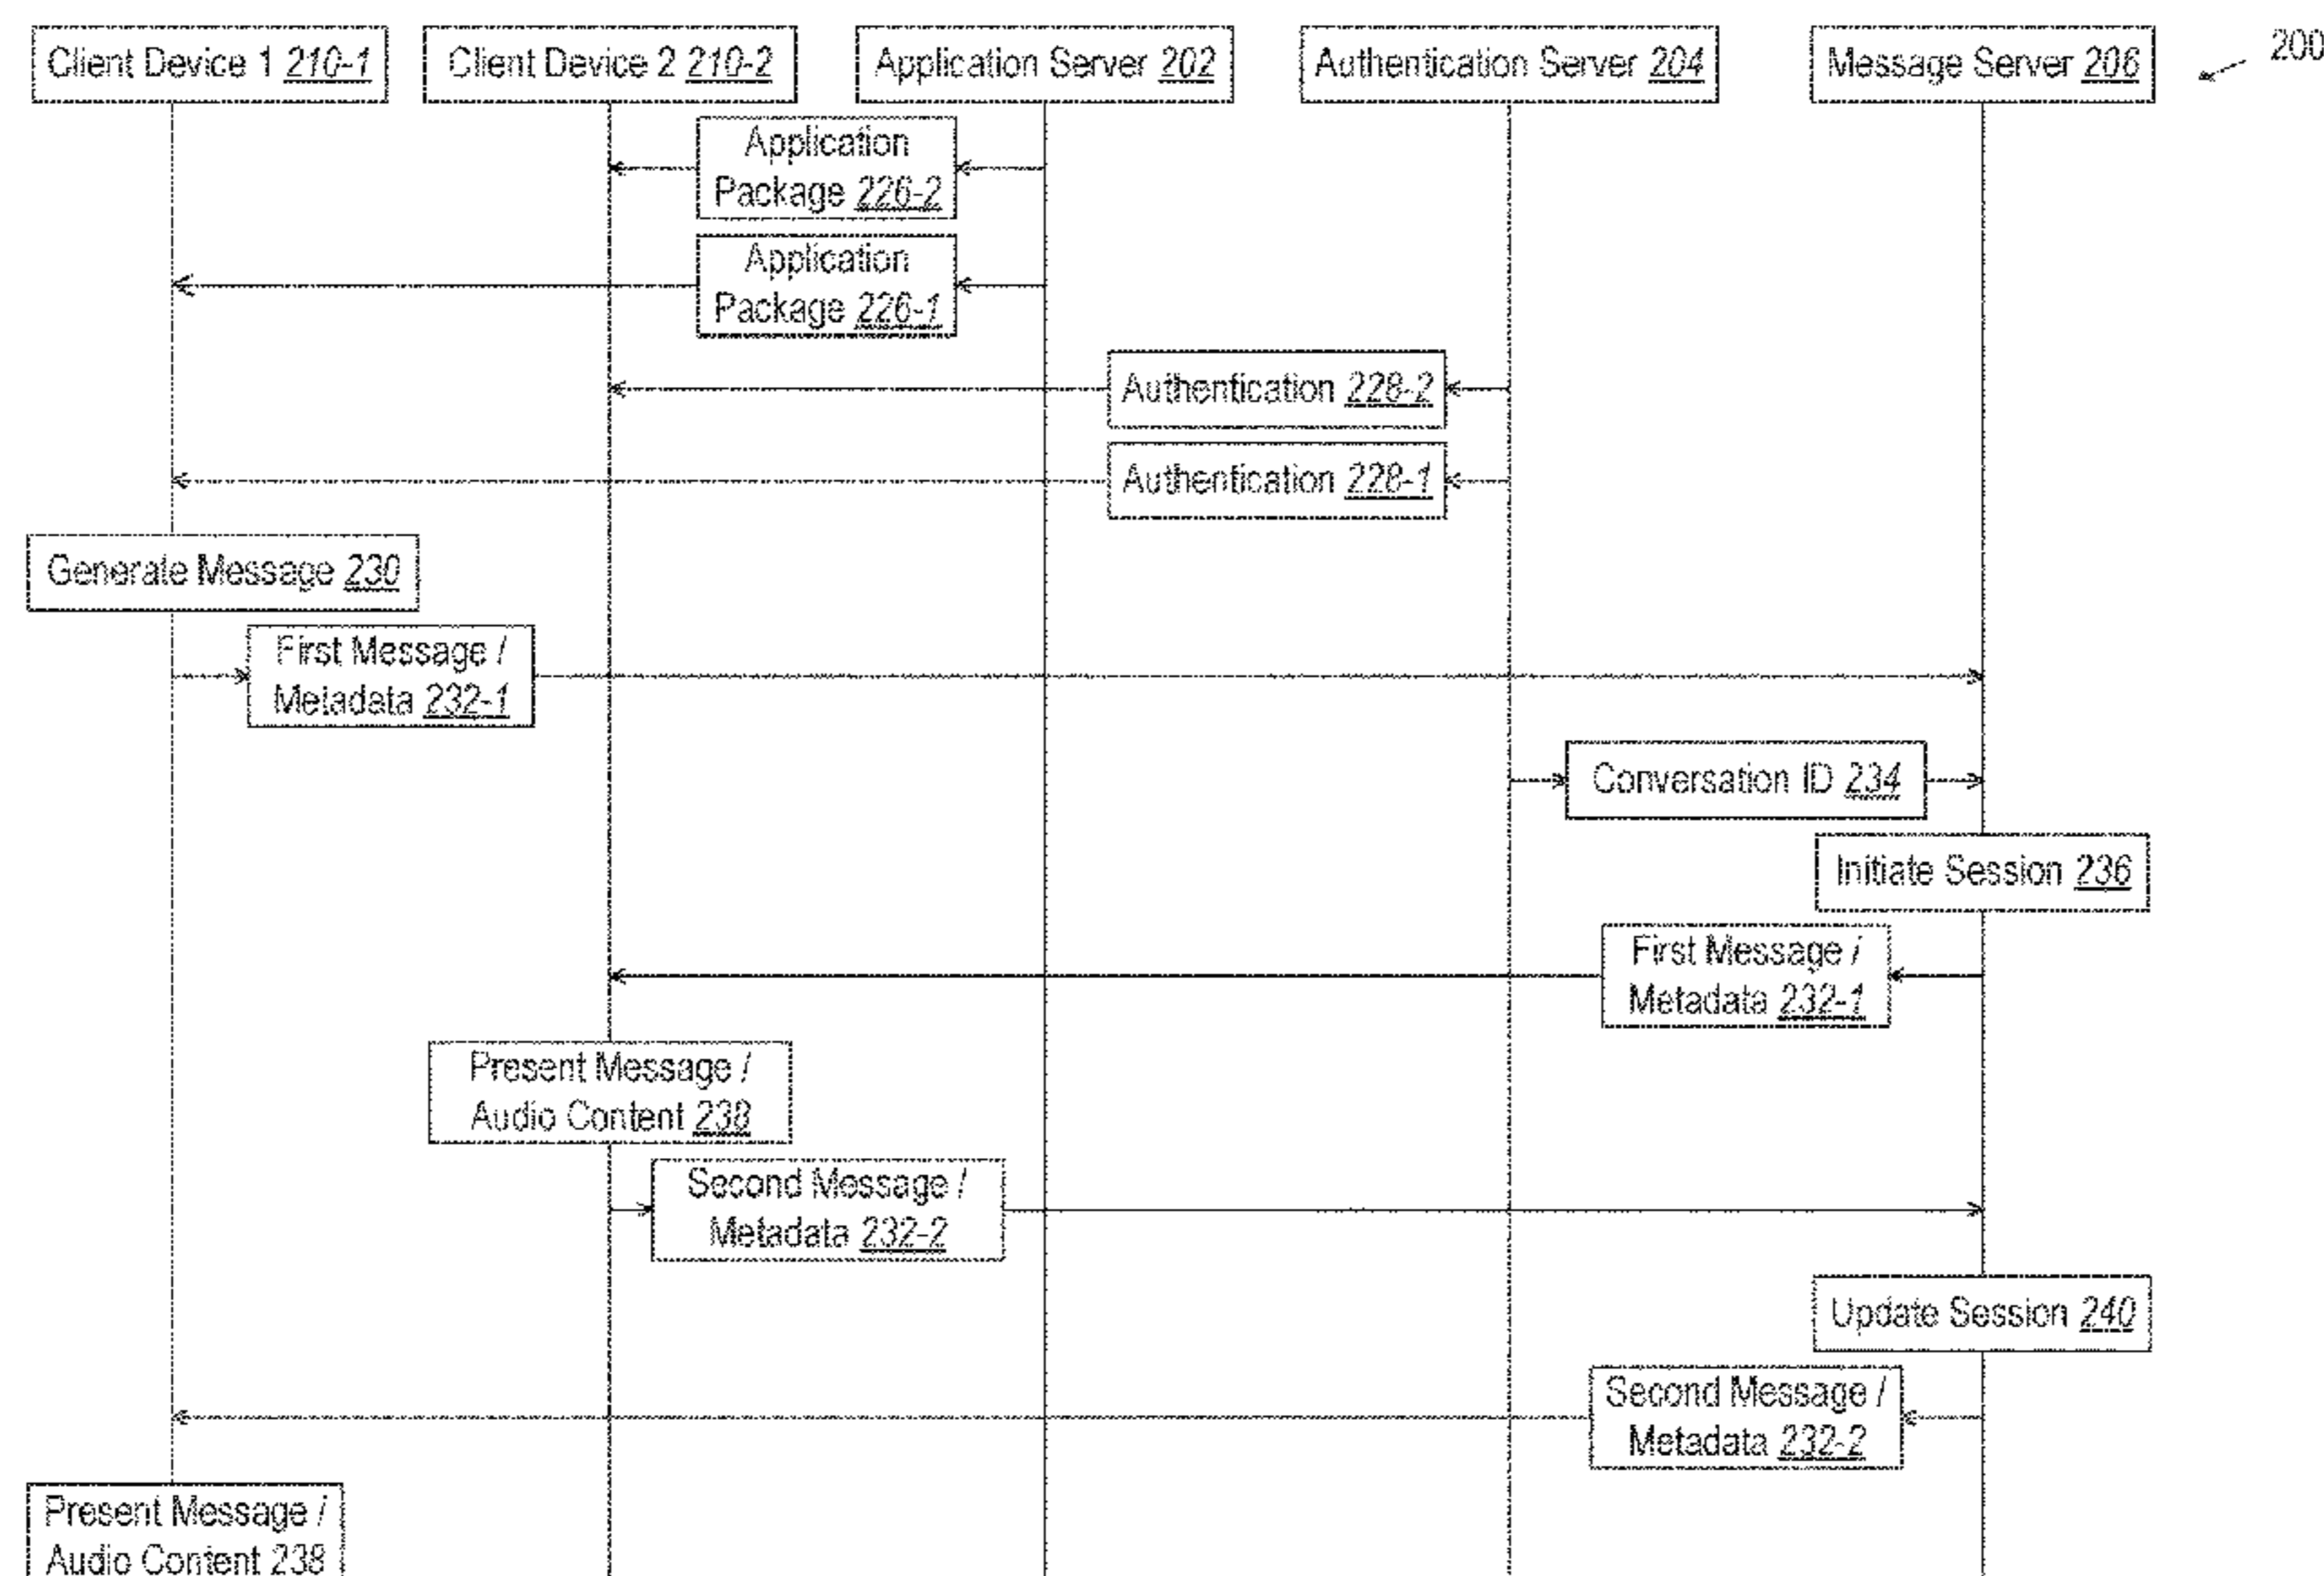 Client Device 1 210-1
Client Device 2 210-2
Application Server 202
Authentication Server 204
Message Server 206
200
Application
Package 226-2
Application
Package 226-1
Authentication 228-2
Authentication 228-1
Generate Message 230
First Message /
Metadata 232-1
Conversation ID 234
Initiate Session 236
First Message /
Metadata 232-1
Present Message /
Audio Content 238
Second Message /
Metadata 232-2
Update Session 240
Second Message /
Metadata 232-2
Present Message /
Audio Content 238